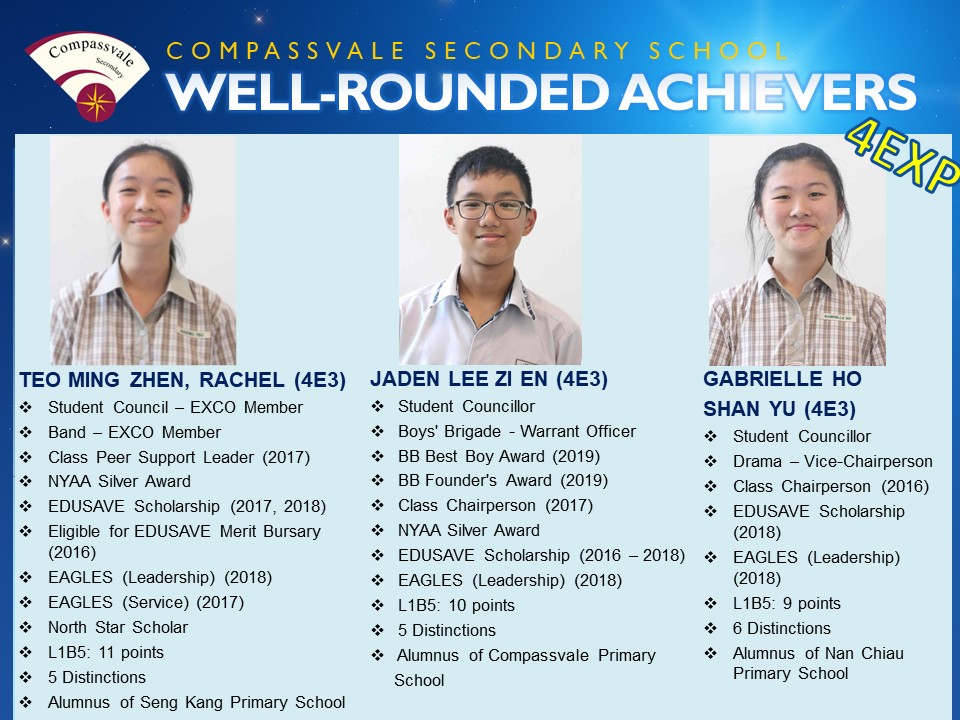 Compassvale
Secondary
COMPASSVALE SECONDARY SCHOOL
WELL-ROUNDED ACHIEVERS
4EXP
TEO MING ZHEN, RACHEL (4E3)
❖ Student Council – EXCO Member
❖ Band – EXCO Member
❖ Class Peer Support Leader (2017)
❖ NYAA Silver Award
❖ EDUSAVE Scholarship (2017, 2018)
❖ Eligible for EDUSAVE Merit Bursary
(2016)
❖ EAGLES (Leadership) (2018)
❖ EAGLES (Service) (2017)
❖ North Star Scholar
❖ L1B5: 11 points
❖ 5 Distinctions
❖ Alumnus of Seng Kang Primary School
JADEN LEE ZI EN (4E3)
❖ Student Councillor
❖ Boys' Brigade - Warrant Officer
❖ BB Best Boy Award (2019)
❖ BB Founder's Award (2019)
❖ Class Chairperson (2017)
❖ NYAA Silver Award
❖ EDUSAVE Scholarship (2016 – 2018)
❖ EAGLES (Leadership) (2018)
❖ L1B5: 10 points
❖ 5 Distinctions
❖ Alumnus of Compassvale Primary
School
GABRIELLE HO
SHAN YU (4E3)
❖ Student Councillor
❖ Drama – Vice-Chairperson
❖ Class Chairperson (2016)
❖ EDUSAVE Scholarship
(2018)
❖ EAGLES (Leadership)
(2018)
❖ L1B5: 9 points
❖ 6 Distinctions
❖ Alumnus of Nan Chiau
Primary School